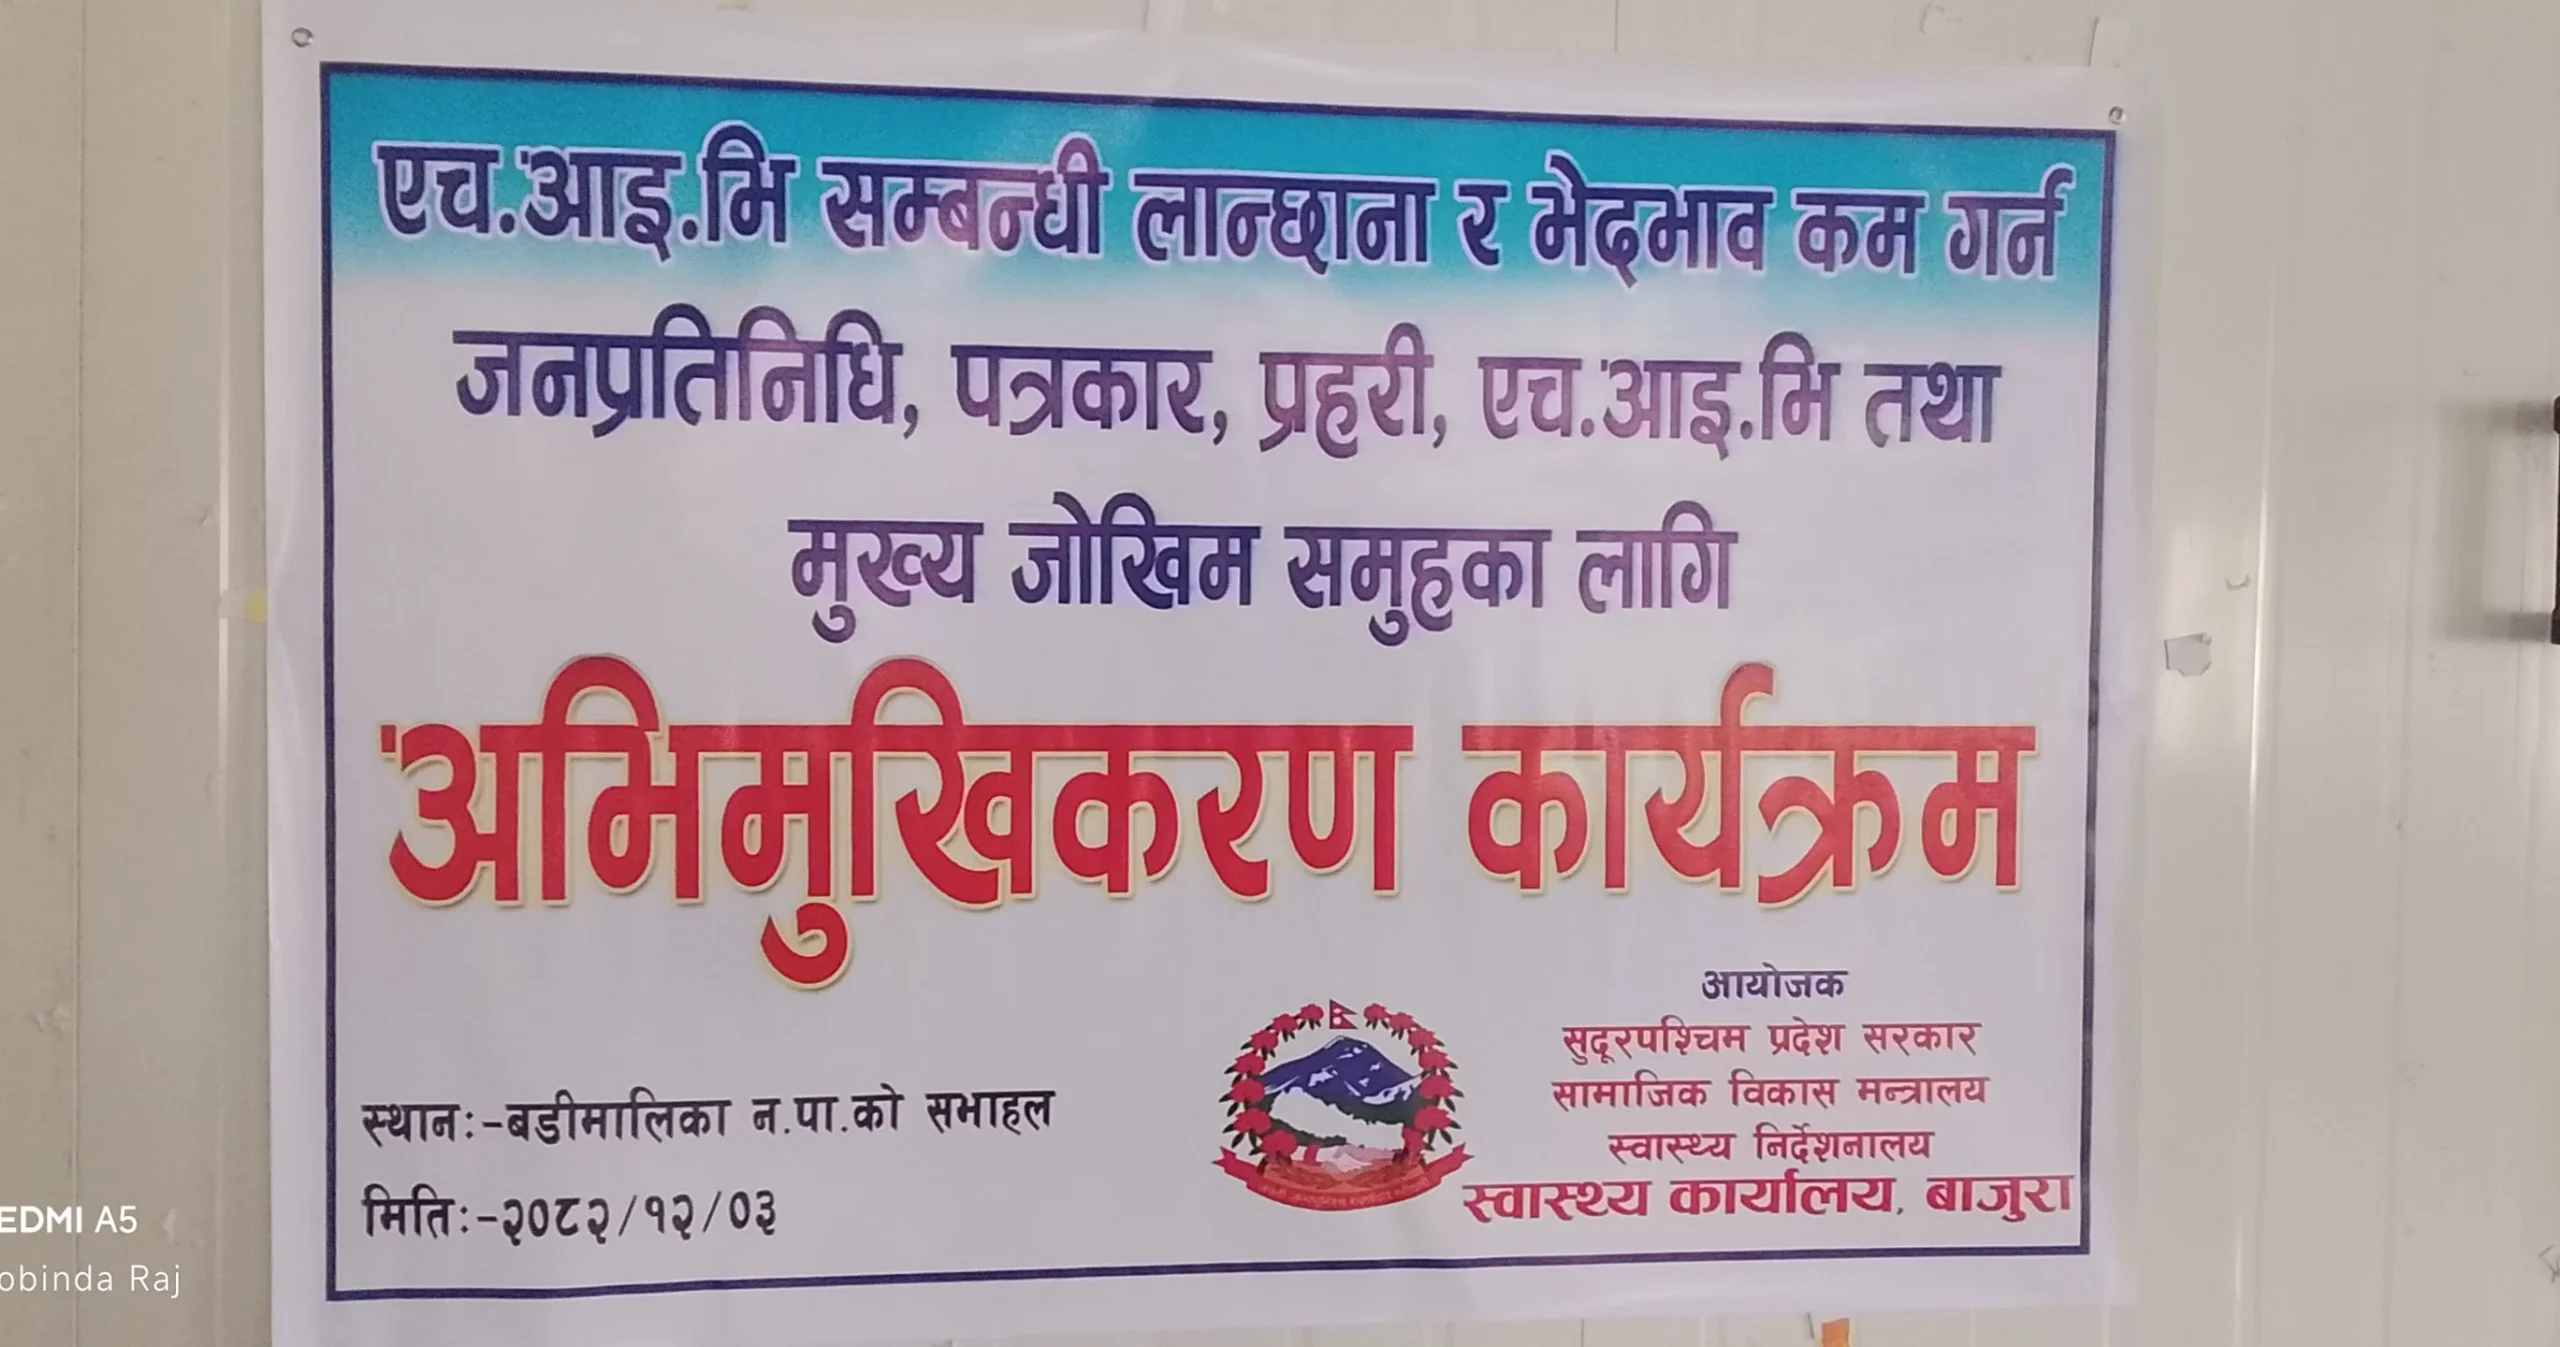 एच.आइ.भि सम्बन्धी लान्छाना र भेद्भाव कम गर्न
जनप्रतिनिधि, पत्रकार, प्रहरी, एच.आइ.भि तथा
मुख्य जोखिम समुहका लागि
अभिमुखिकरण कार्यक्रम
आयोजक
सुदूरपश्चिम प्रदेश सरकार
सामाजिक विकास मन्त्रालय
स्वास्थ्य निर्देशनालय
स्वास्थ्य कार्यालय, बाजुरा
स्थानः-बडीमालिका न.पा.को सभाहल
मितिः-२०८२/१२/०३
EDMI A5
obinda Raj